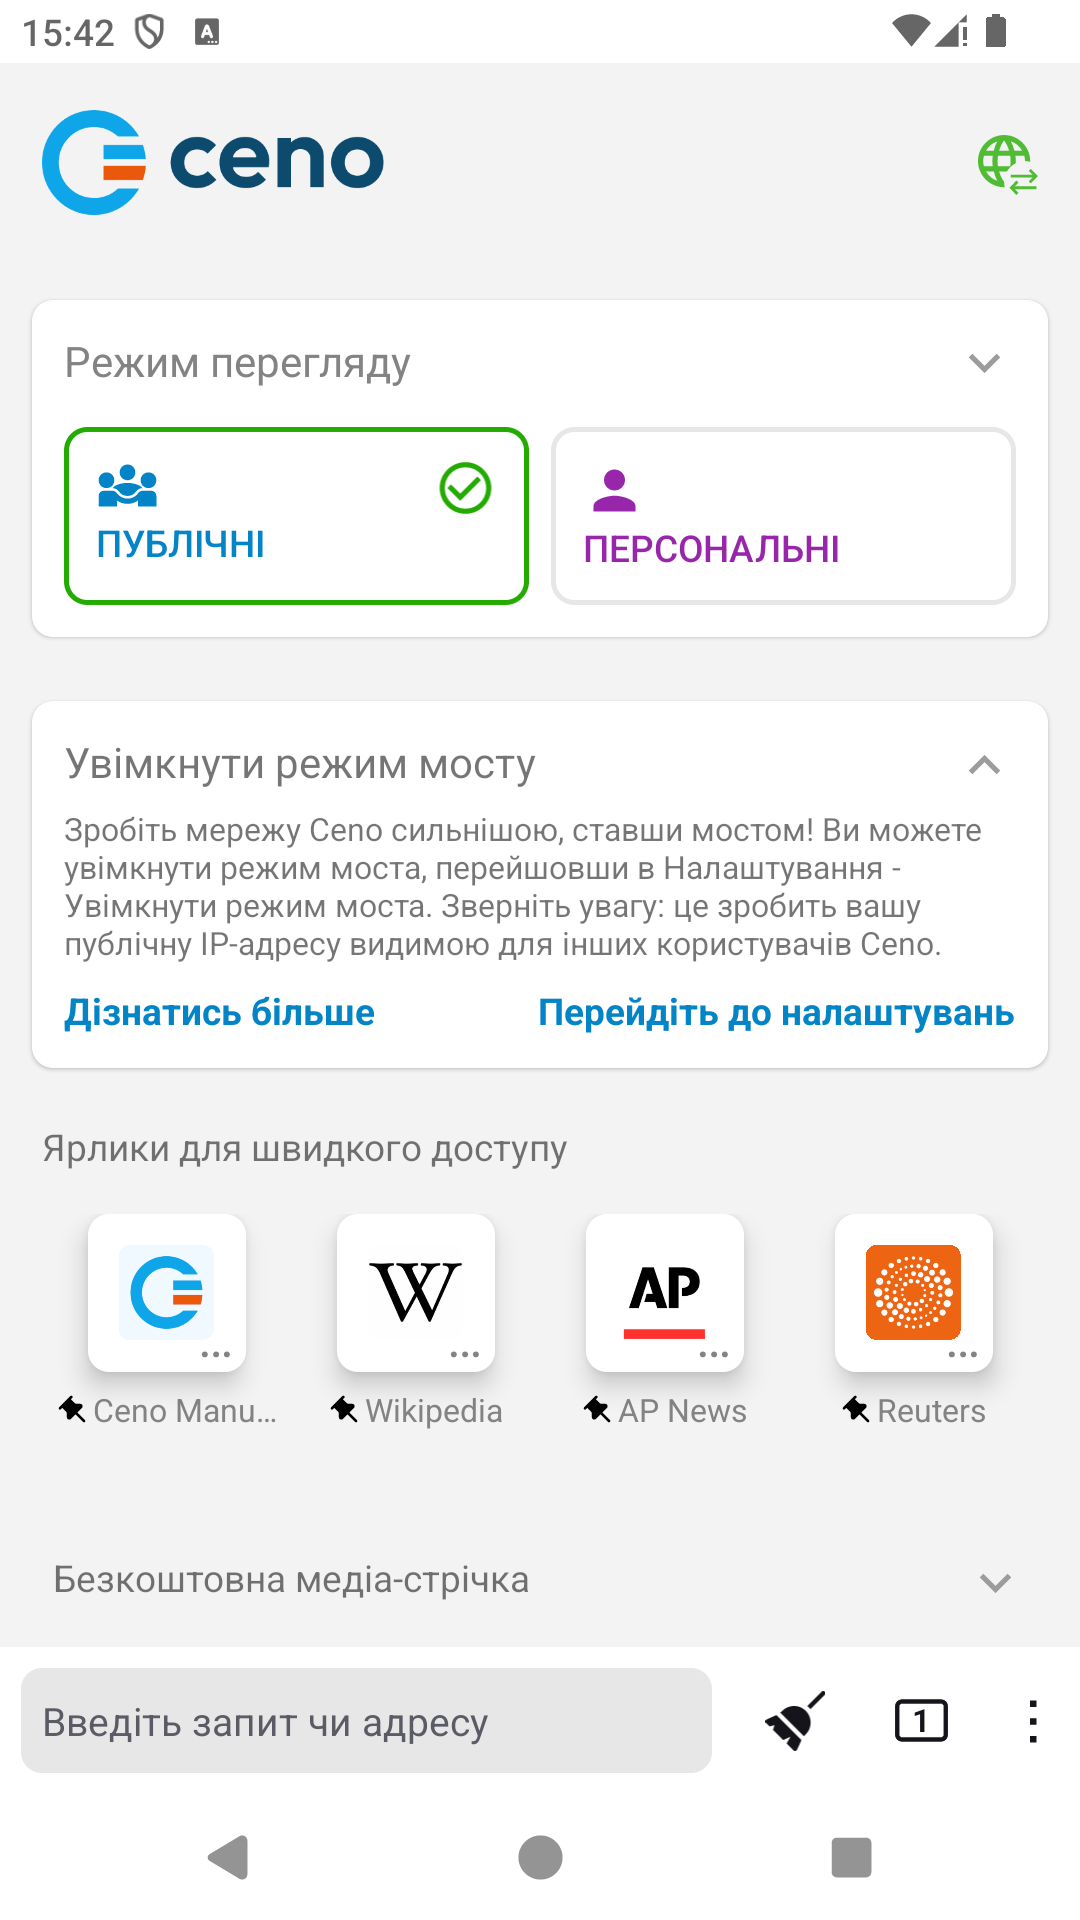 15:42
A
ceno
Режим перегляду
ПУБЛІЧНІ
ПЕРСОНАЛЬНІ
Увімкнути режим мосту
Зробіть мережу Ceno сильнішою, ставши мостом! Ви можете
увімкнути режим моста, перейшовши в Налаштування -
Увімкнути режим моста. Зверніть увагу: це зробить вашу
публічну IP-адресу видимою для інших користувачів Ceno.
Дізнатись більше
Перейдіть до налаштувань
Ярлики для швидкого доступу
W
AP
Ceno Manu...
Wikipedia
AP News
Reuters
Безкоштовна медіа-стрічка
Введіть запит чи адресу
1